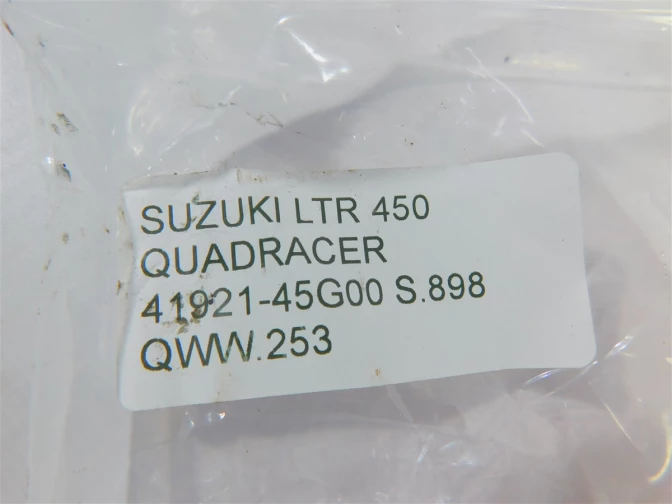 SUZUKI LTR 450
QUADRACER
41921-45G00 S.898
QWW.253